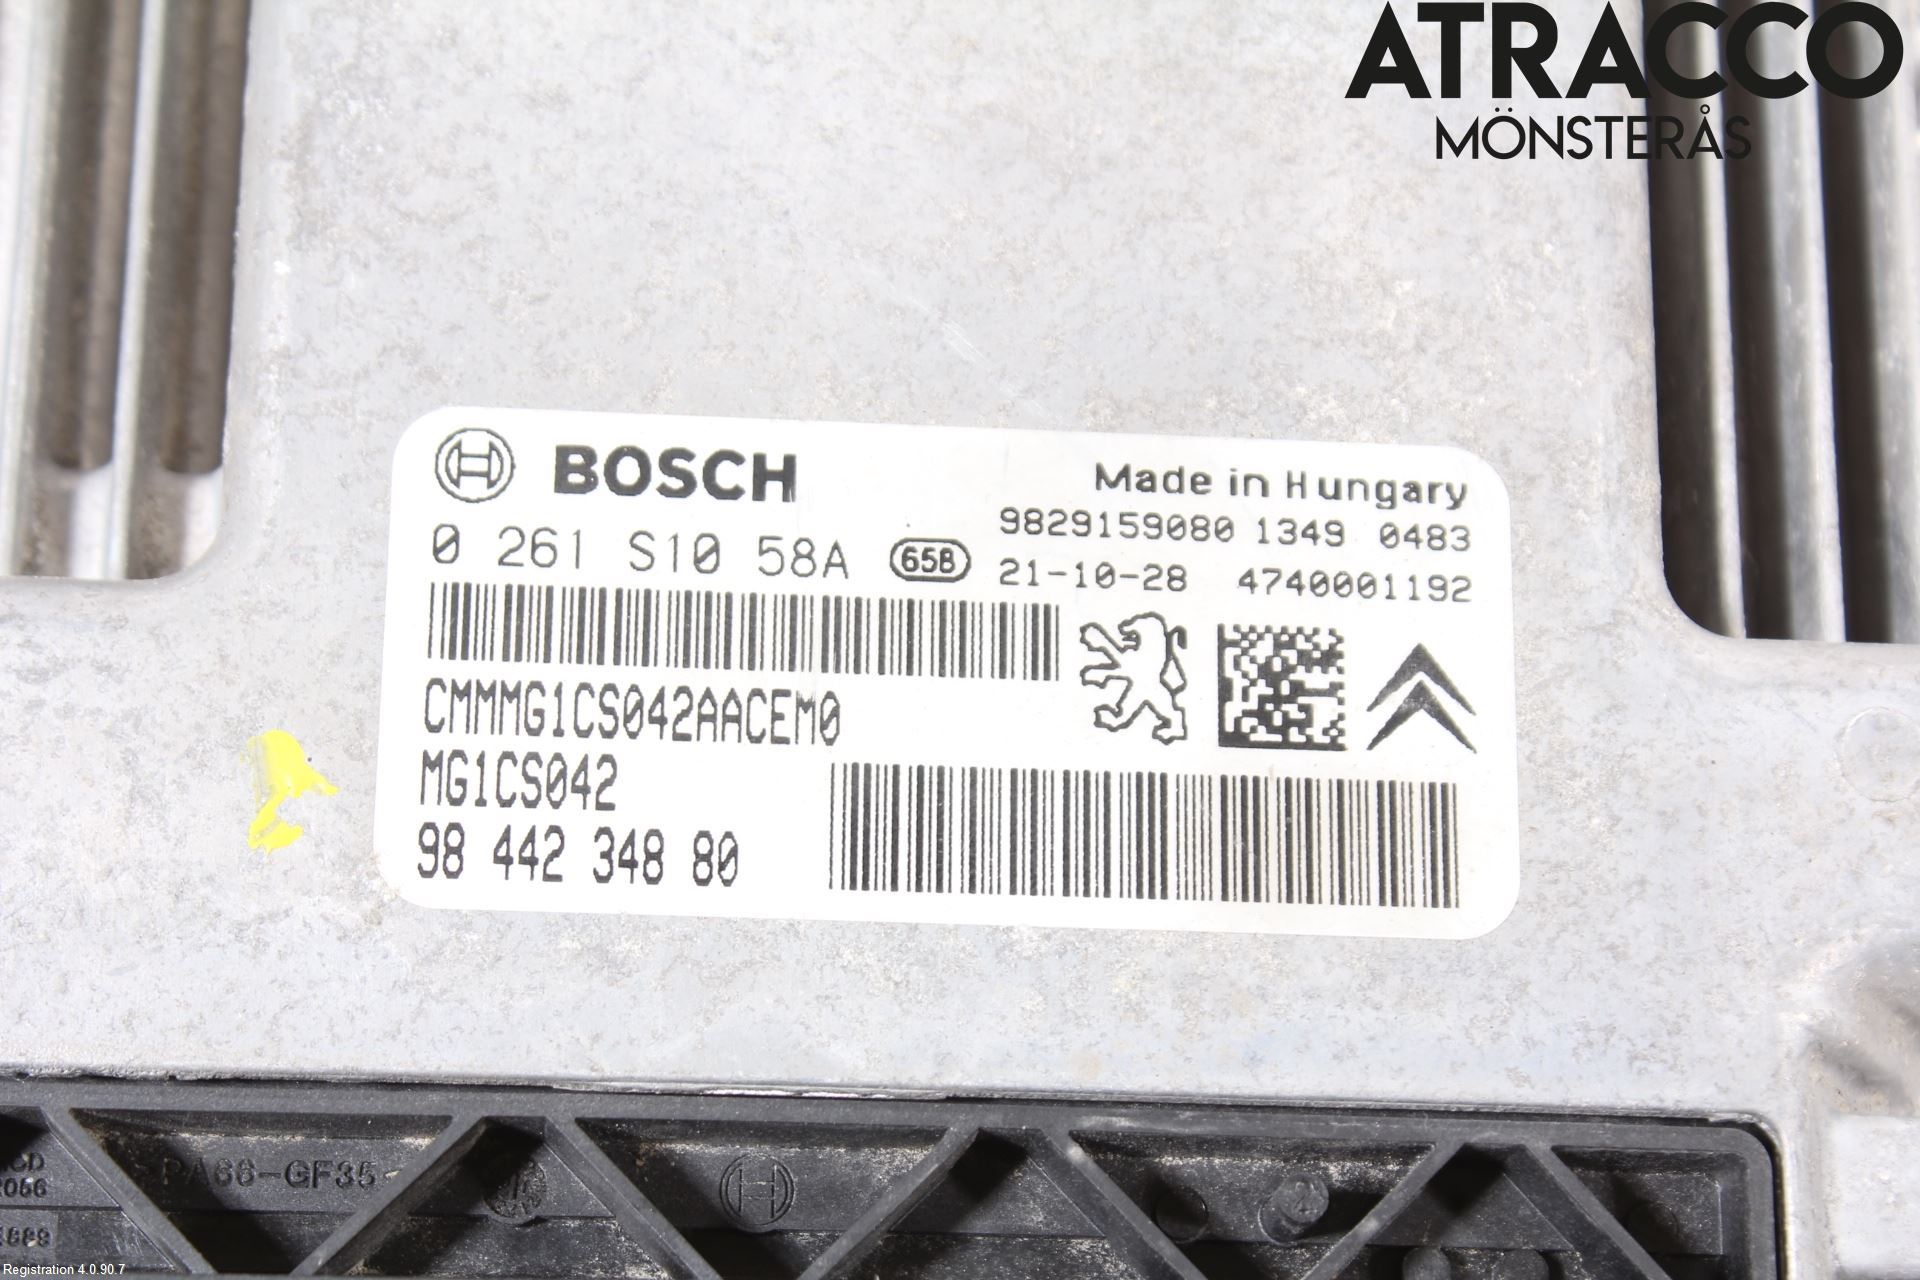 ATRACCO
MÖNSTERÅS
BOSCH
Made in Hungary
0 261 S10 58A 65B
9829159080 1349 0483
21-10-28 4740001192
CMMMG1CS042AACEM0
MG1CS042
98 442 348 80
PA66-GF35
Registration 4.0.90.7